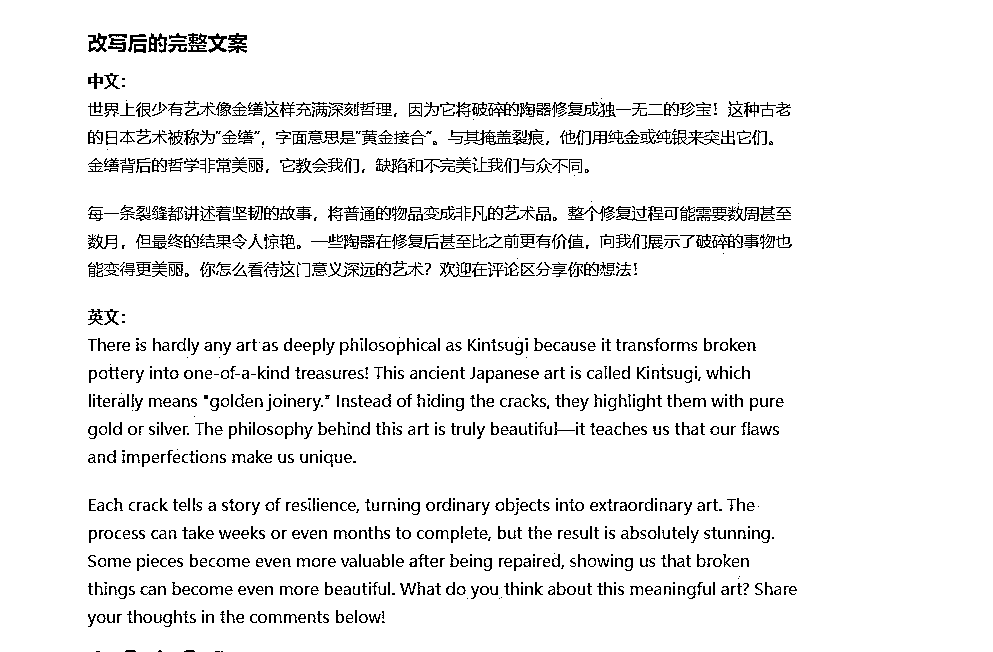 改写后的完整文案
中文：
世界上很少有艺术像金缮这样充满深刻哲理，因为它将破碎的陶器修复成独一无二的珍宝！这种古老
的日本艺术被称为“金缮”，字面意思是“黄金接合”。与其掩盖裂痕，他们用纯金或纯银来突出它们。
金缮背后的哲学非常美丽，它教会我们，缺陷和不完美让我们与众不同。
每一条裂缝都讲述着坚韧的故事，将普通的物品变成非凡的艺术品。整个修复过程可能需要数周甚至
数月，但最终的结果令人惊艳。一些陶器在修复后甚至比之前更有价值，向我们展示了破碎的事物也
能变得更美丽。你怎么看待这门意义深远的艺术？欢迎在评论区分享你的想法！
英文：
There is hardly any art as deeply philosophical as Kintsugi because it transforms broken
pottery into one-of-a-kind treasures! This ancient Japanese art is called Kintsugi, which
literally means "golden joinery." Instead of hiding the cracks, they highlight them with pure
gold or silver. The philosophy behind this art is truly beautiful—it teaches us that our flaws
and imperfections make us unique.
Each crack tells a story of resilience, turning ordinary objects into extraordinary art. The
process can take weeks or even months to complete, but the result is absolutely stunning.
Some pieces become even more valuable after being repaired, showing us that broken
things can become even more beautiful. What do you think about this meaningful art? Share
your thoughts in the comments below!